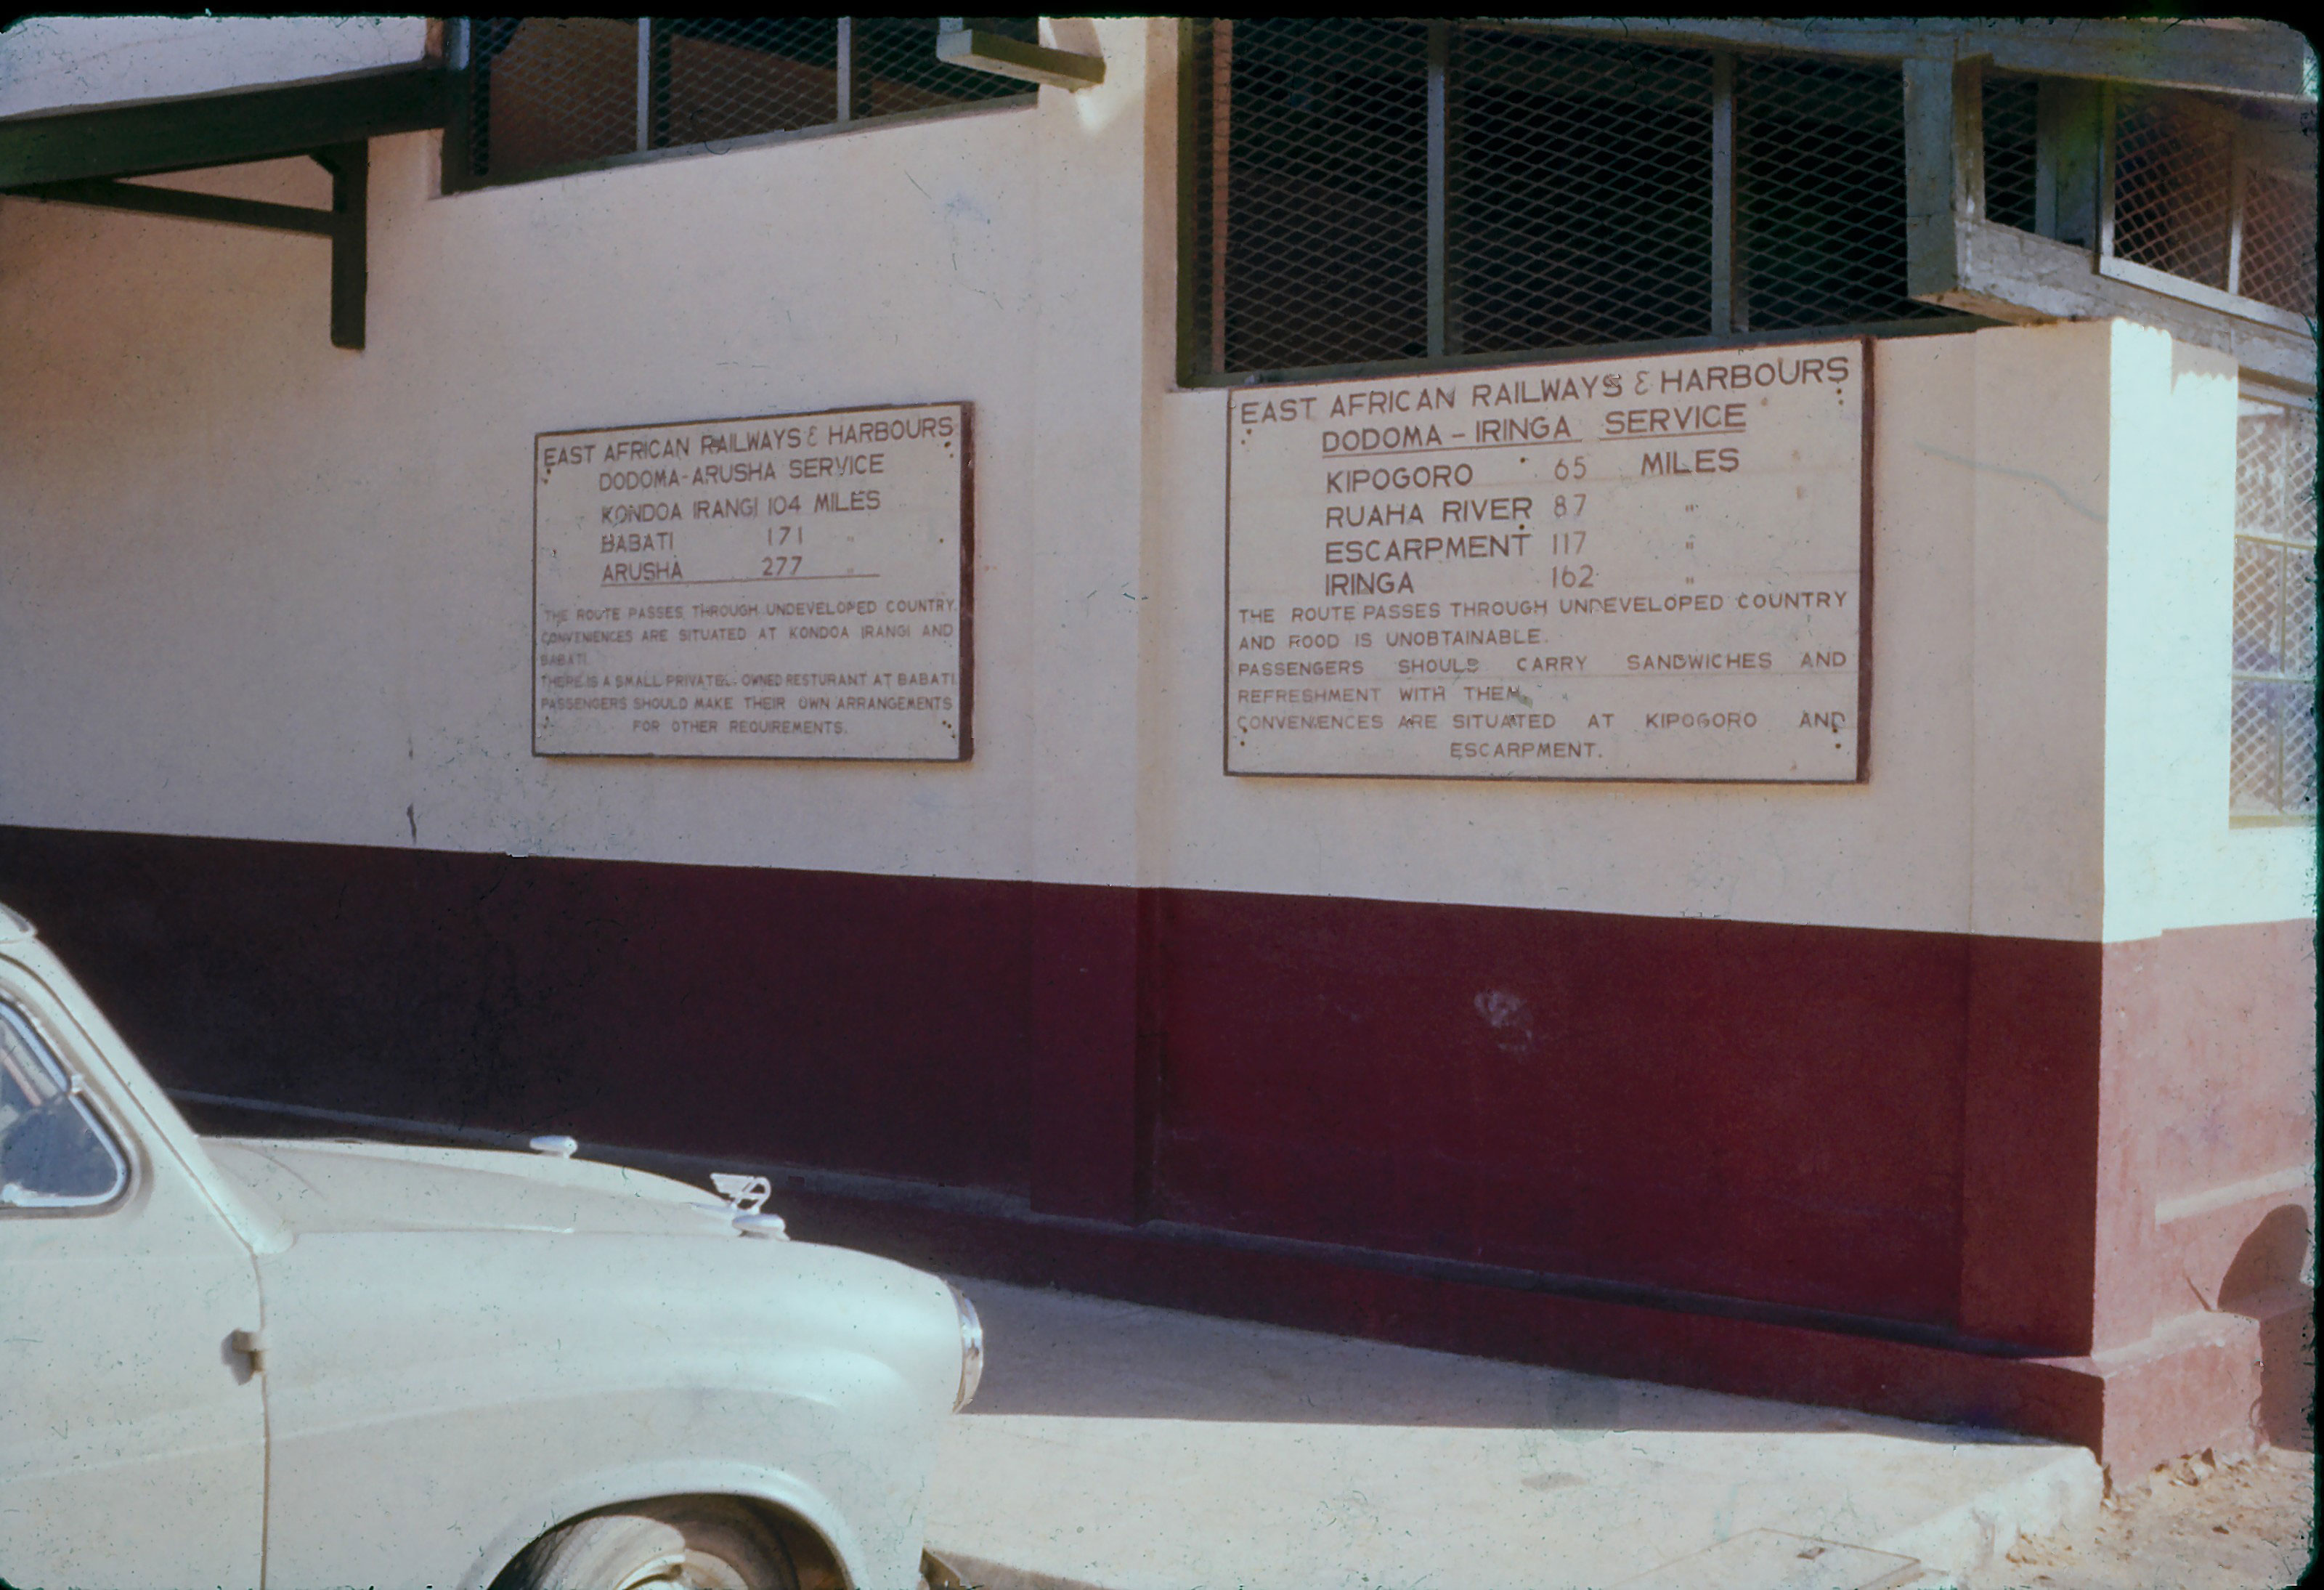 EAST AFRICAN RAILWAYS & HARBOURS
DODOMA-ARUSHA SERVICE
KONDOA IRANGI 104 MILES
BABATI 171 "
ARUSHA 277 "
THE ROUTE PASSES THROUGH UNDEVELOPED COUNTRY.
CONVENIENCES ARE SITUATED AT KONDOA IRANGI AND
BABATI
THERE IS A SMALL PRIVATEL. OWNED RESTURANT AT BABATI.
PASSENGERS SHOULD MAKE THEIR OWN ARRANGEMENTS
FOR OTHER REQUIREMENTS.
EAST AFRICAN RAILWAYS & HARBOURS
DODOMA - IRINGA SERVICE
KIPOGORO 65 MILES
RUAHA RIVER 87 "
ESCARPMENT 117 "
IRINGA 162 "
THE ROUTE PASSES THROUGH UNDEVELOPED COUNTRY
AND FOOD IS UNOBTAINABLE.
PASSENGERS SHOULD CARRY SANDWICHES AND
REFRESHMENT WITH THEM.
CONVENIENCES ARE SITUATED AT KIPOGORO AND
ESCARPMENT.